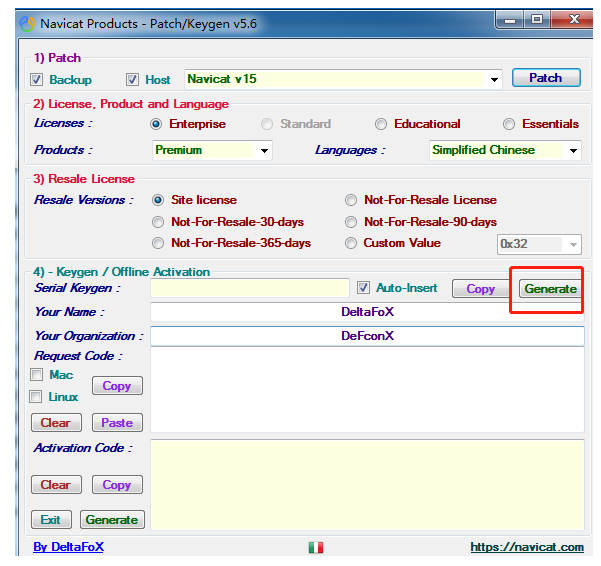 Navicat Products - Patch/Keygen v5.6
1) Patch
Backup Host Navicat v15 Patch
2) License, Product and Language
Licenses : Enterprise Standard Educational Essentials
Products : Premium Languages : Simplified Chinese
3) Resale License
Resale Versions : Site license Not-For-Resale License
Not-For-Resale-30-days Not-For-Resale-90-days
Not-For-Resale-365-days Custom Value 0x32
4) - Keygen / Offline Activation
Serial Keygen : Auto-Insert Copy Generate
Your Name : DeltaFoX
Your Organization : DeFconX
Request Code :
Mac
Copy
Linux
Clear Paste
Activation Code :
Clear Copy
Exit Generate
By DeltaFoX https://navicat.com